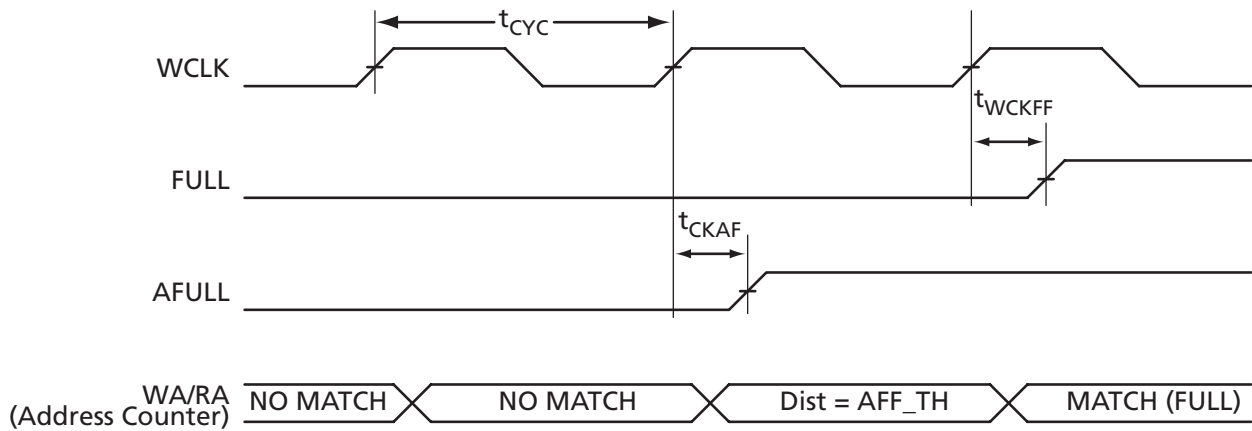 tCYC
WCLK
tWCKFF
FULL
tCKAF
AFULL
WA/RA
(Address Counter)
NO MATCH
NO MATCH
Dist = AFF_TH
MATCH (FULL)